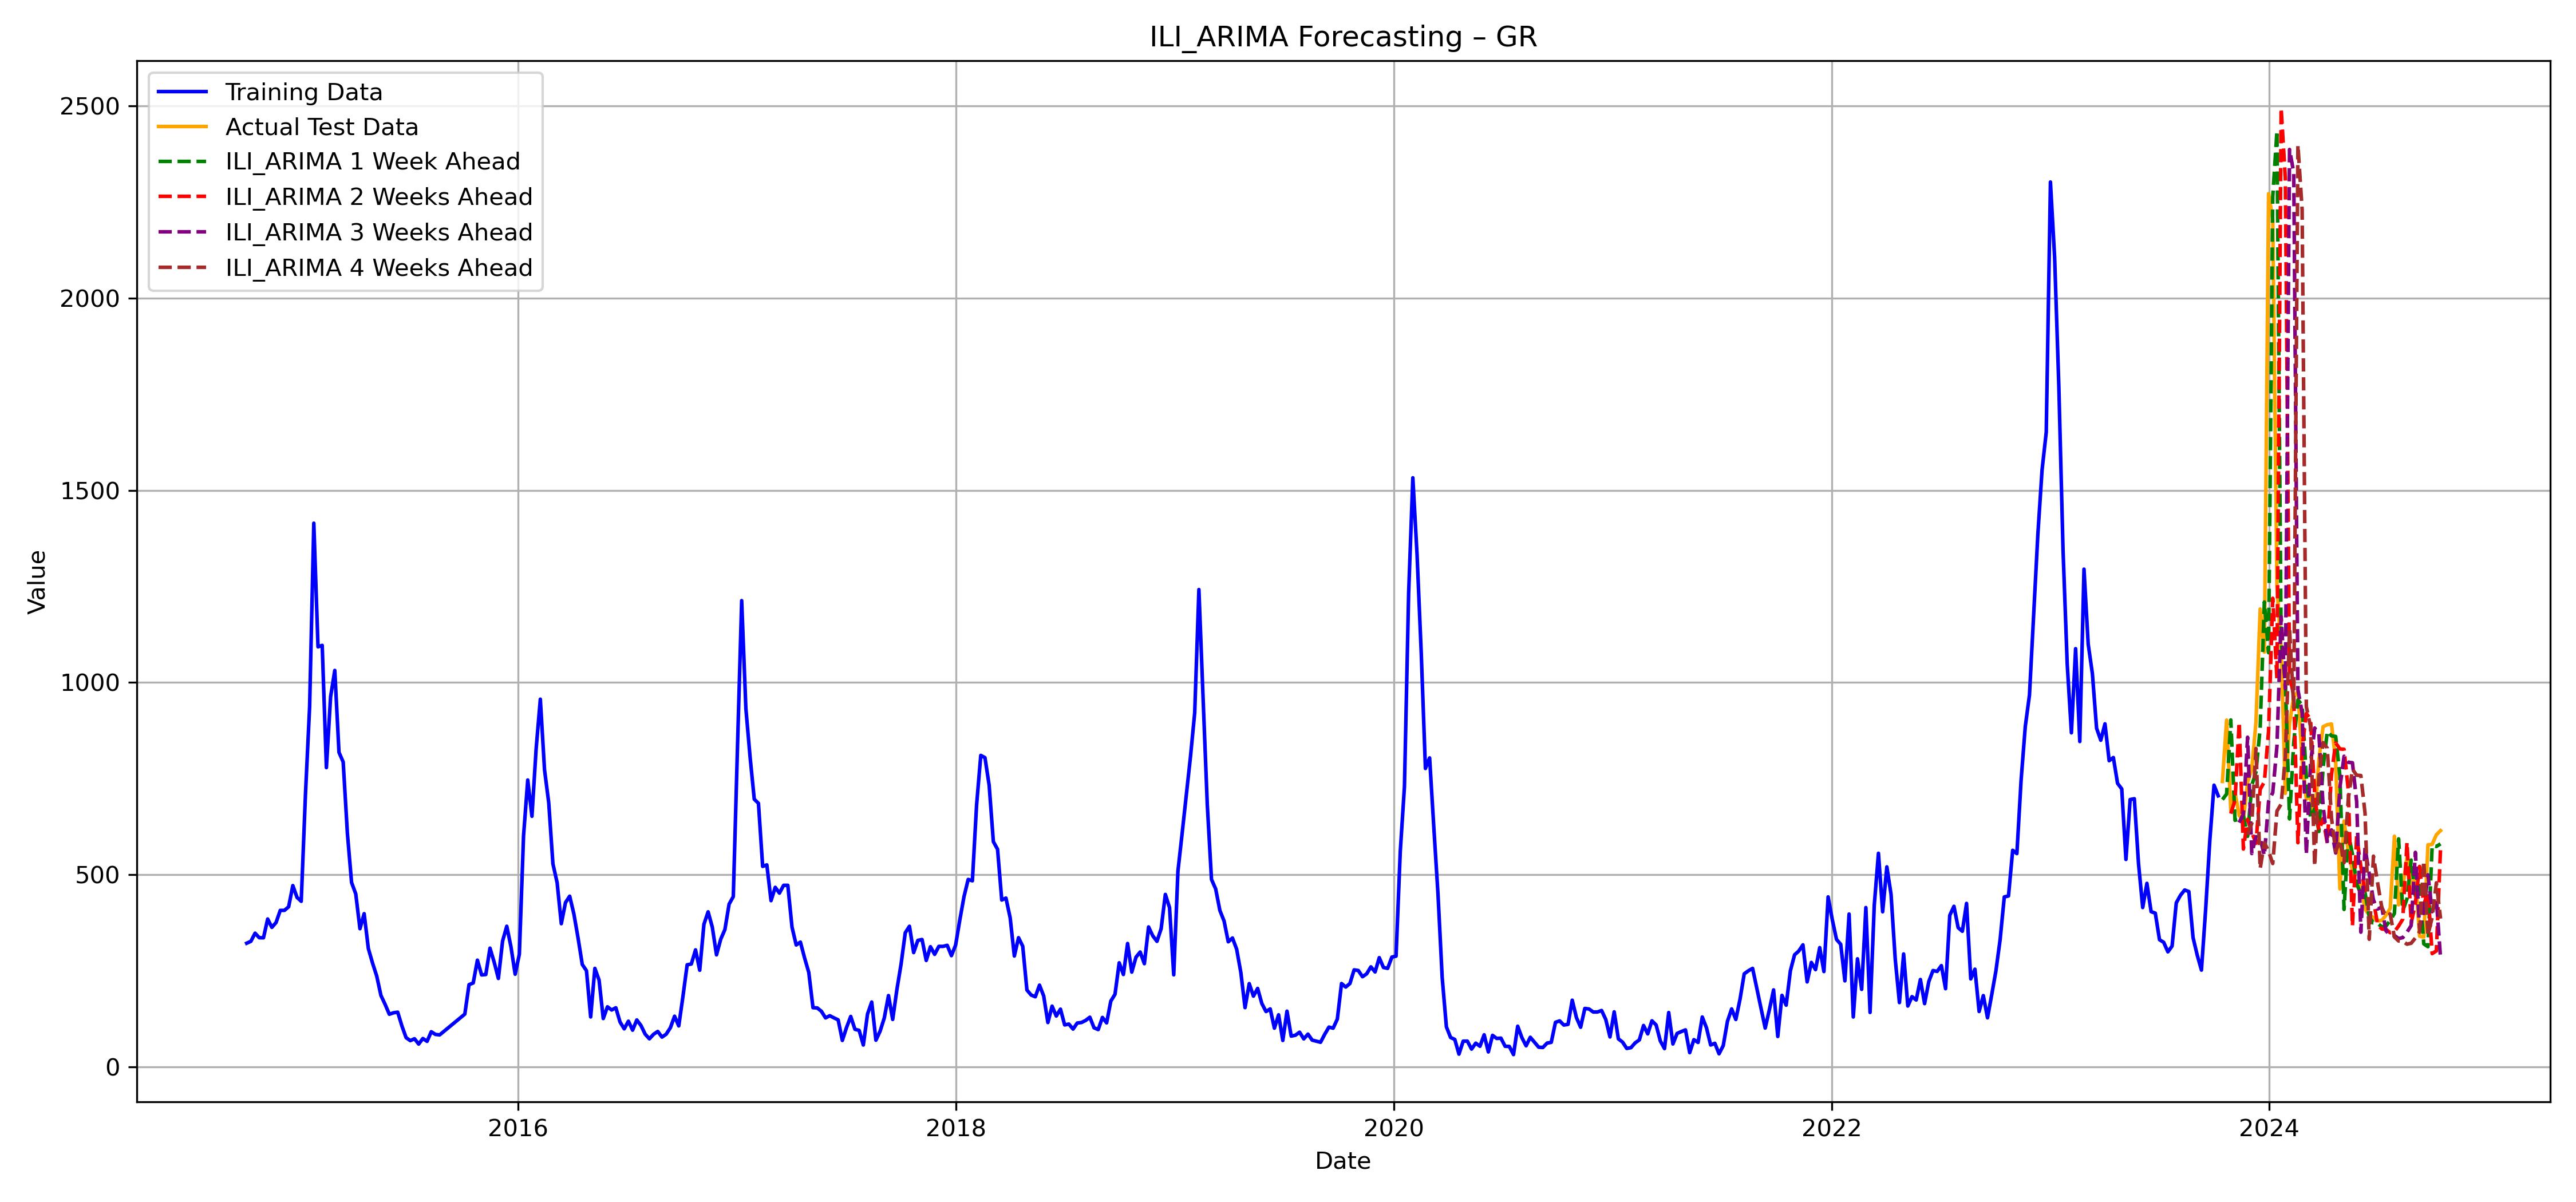 ILI_ARIMA Forecasting – GR
Training Data
Actual Test Data
ILI_ARIMA 1 Week Ahead
ILI_ARIMA 2 Weeks Ahead
ILI_ARIMA 3 Weeks Ahead
ILI_ARIMA 4 Weeks Ahead
2500
2000
1500
1000
500
0
Value
2016 2018 2020 2022 2024
Date